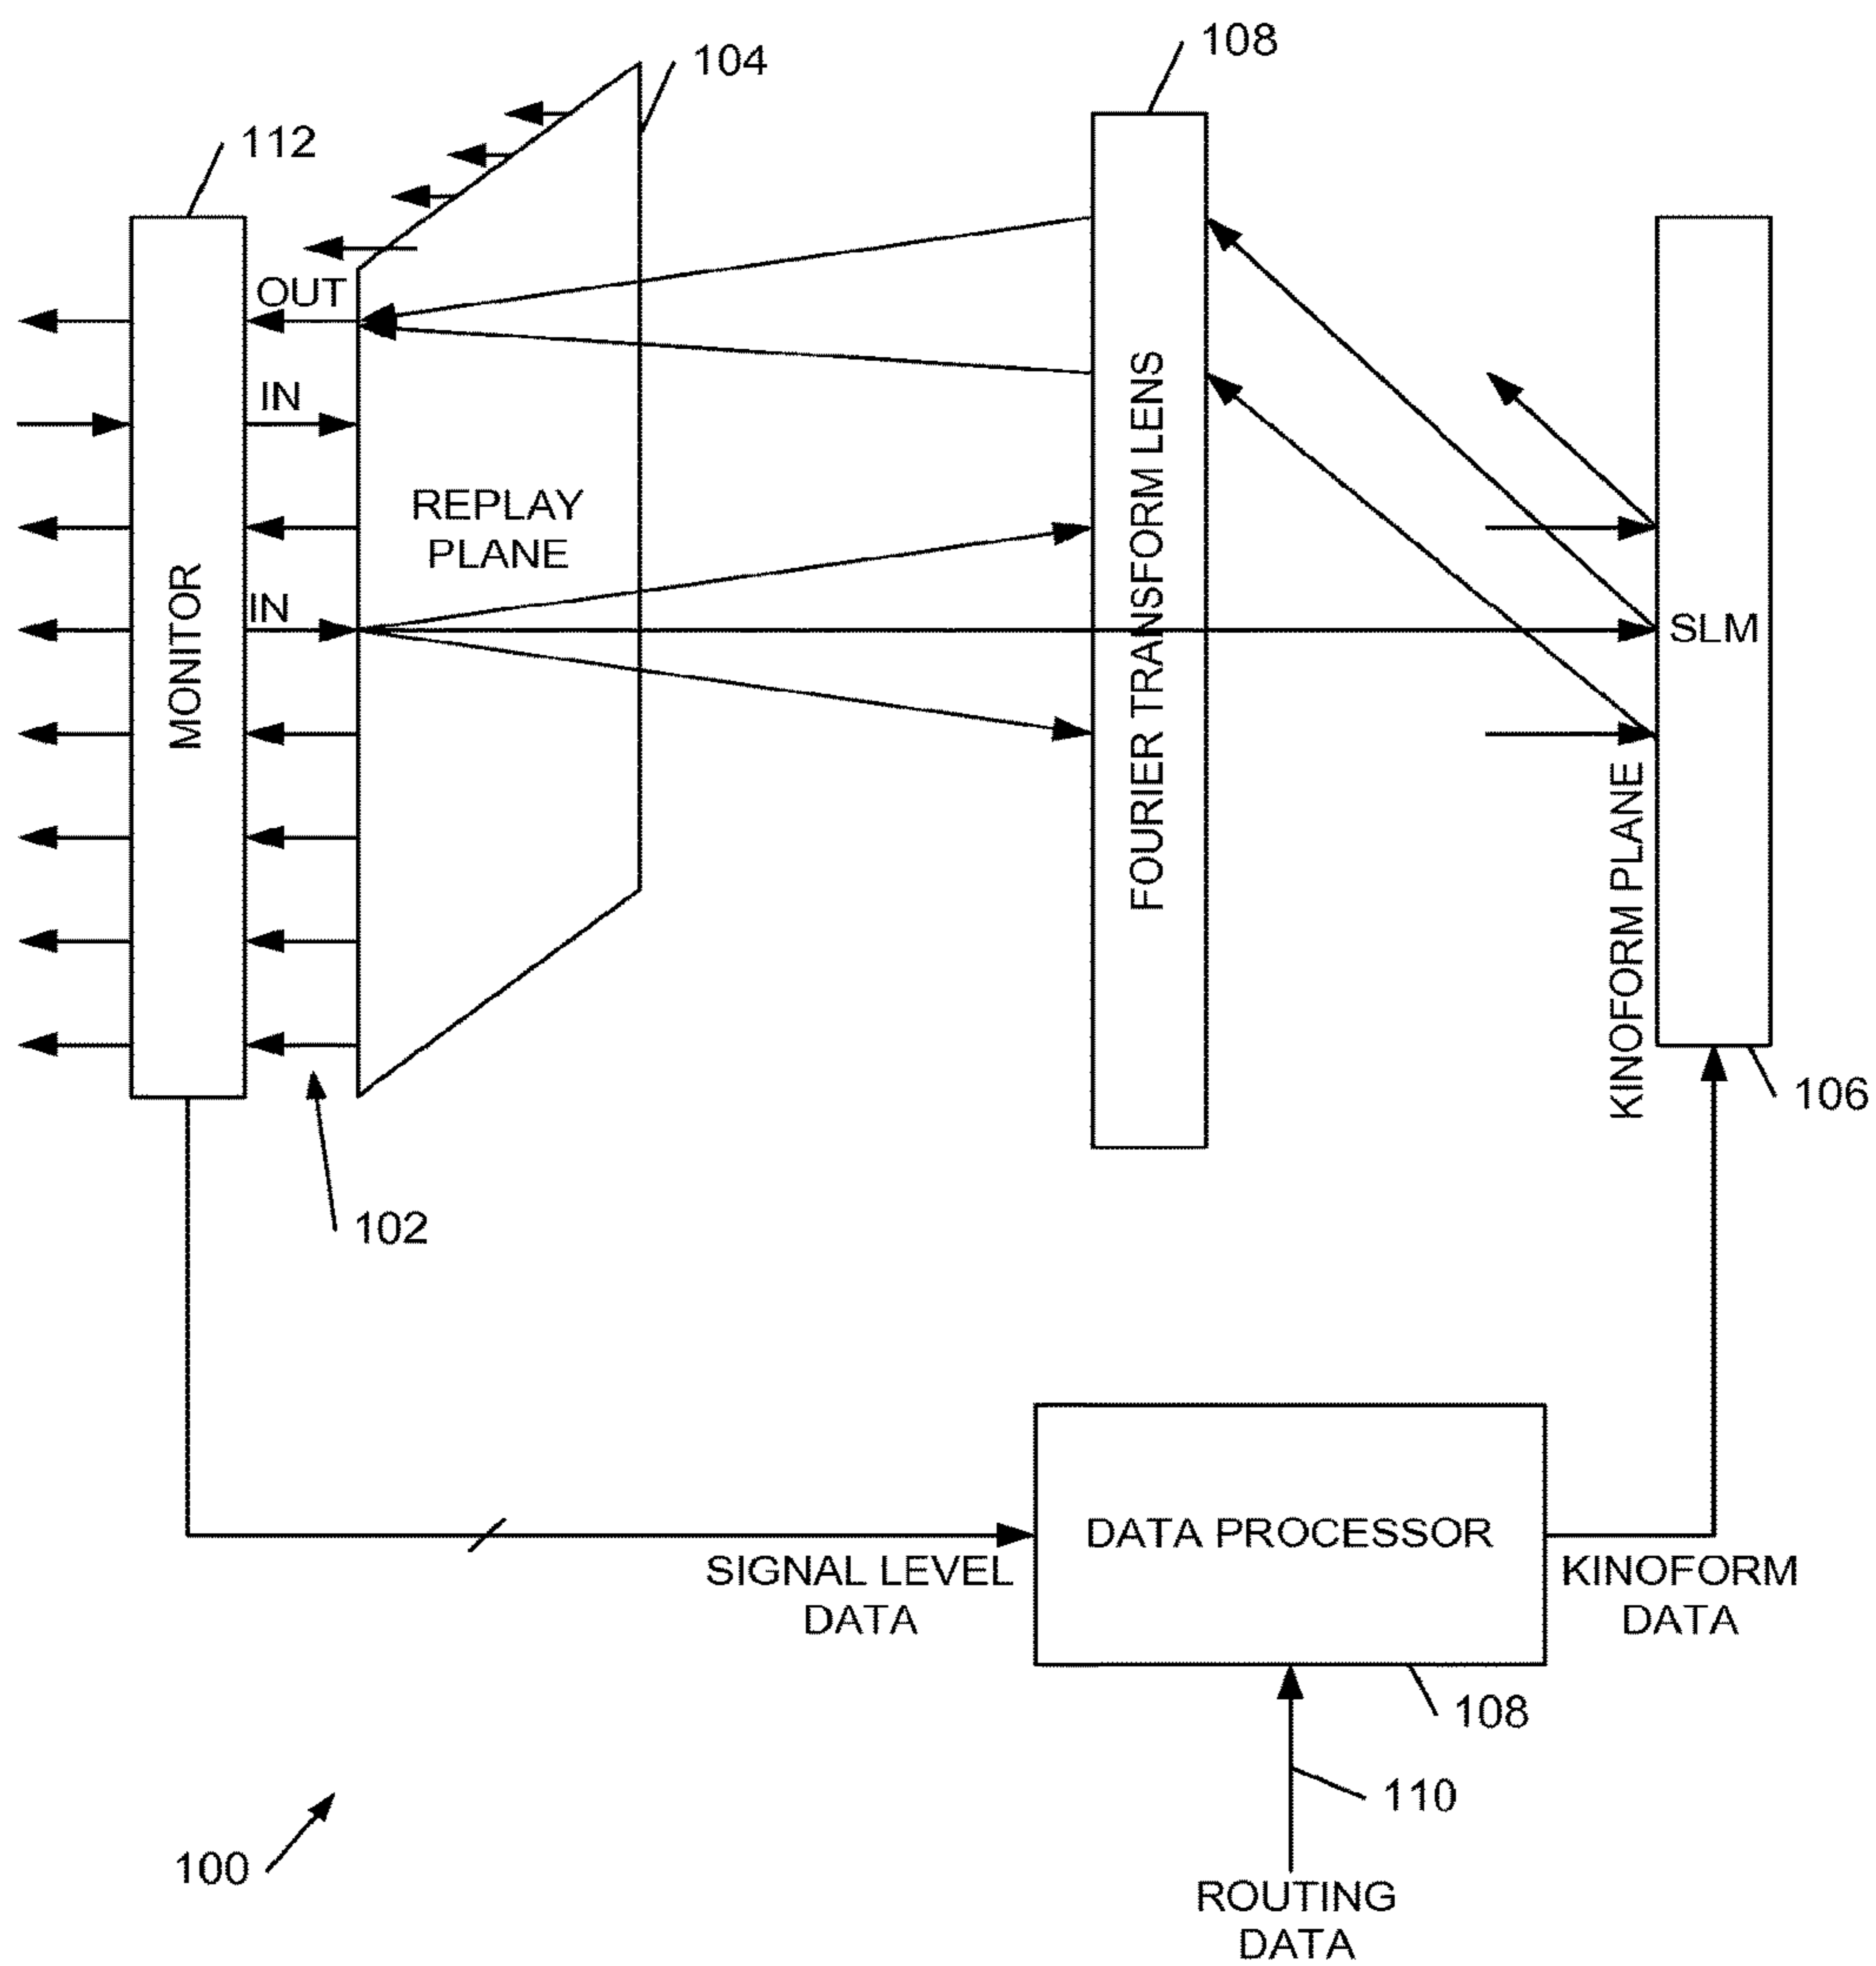 108
104
112
OUT
IN
REPLAY
PLANE
IN
MONITOR
FOURIER TRANSFORM LENS
SLM
KINOFORM PLANE
106
102
DATA PROCESSOR
SIGNAL LEVEL
DATA
KINOFORM
DATA
108
110
100
ROUTING
DATA